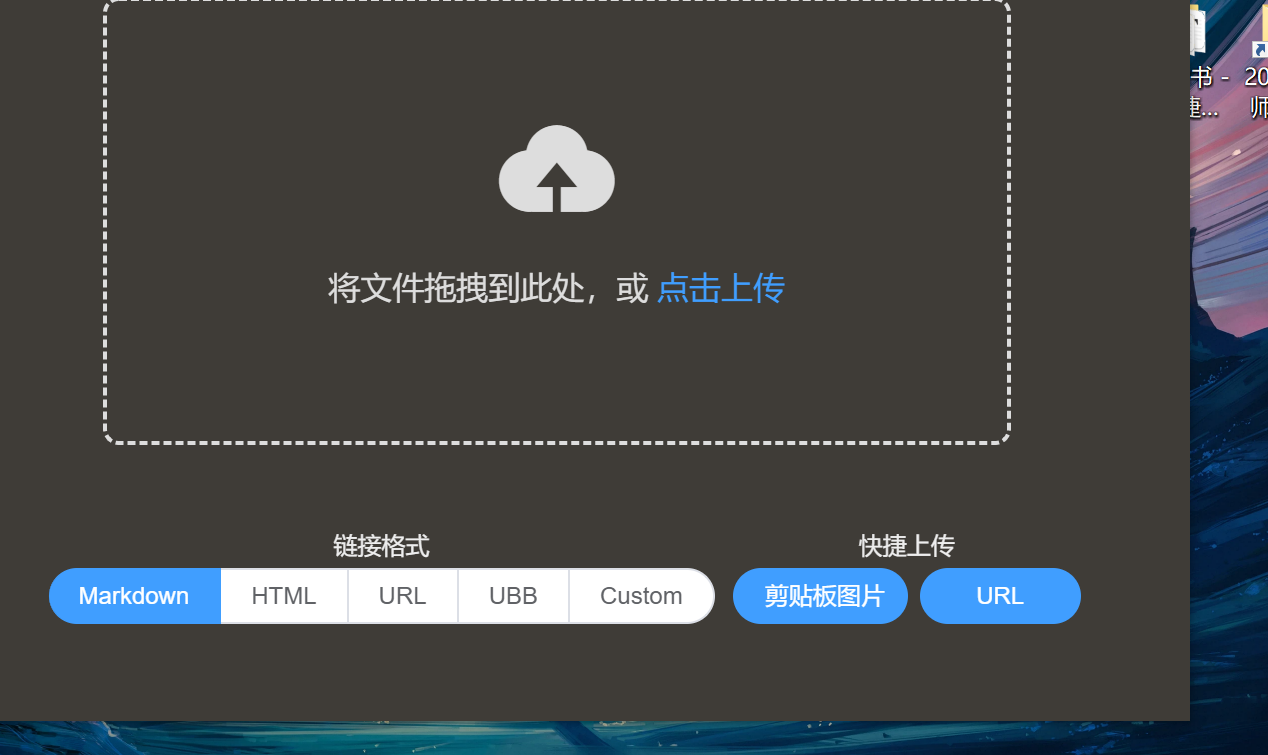 书 -
20
捷...
师
将文件拖拽到此处，或 点击上传
链接格式
快捷上传
Markdown
HTML
URL
UBB
Custom
剪贴板图片
URL